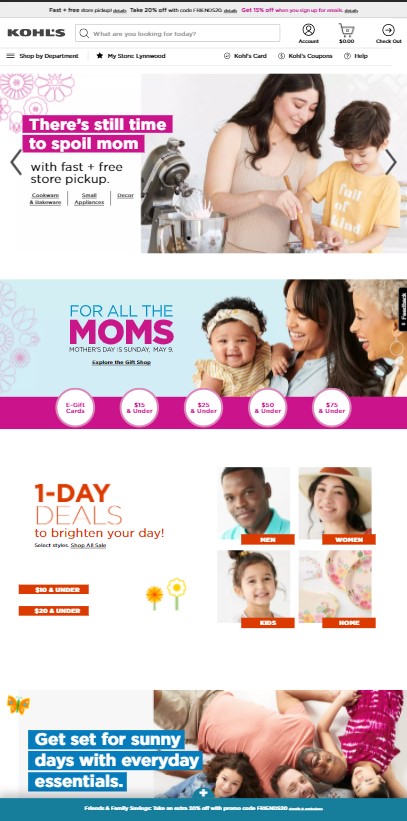 Fast + free store pickup! details Take 20% off with code FRIENDS20. details Get 15% off when you sign up for emails. details
KOHL'S
What are you looking for today?
Account
$0.00
Check Out
Shop by Department
My Store: Lynnwood
Kohl's Card
Kohl's Coupons
Help
There's still time
to spoil mom
with fast + free
store pickup.
Cookware
& Bakeware
Small
Appliances
Decor
full
of
kind
Feedback
FOR ALL THE
MOMS
MOTHER'S DAY IS SUNDAY, MAY 9.
Explore the Gift Shop
E-Gift
Cards
$15
& Under
$25
& Under
$50
& Under
$75
& Under
1-DAY
DEALS
to brighten your day!
Select styles. Shop All Sale
$10 & UNDER
$20 & UNDER
MEN
WOMEN
KIDS
HOME
Get set for sunny
days with everyday
essentials.
Friends & Family Savings: Take an extra 20% off with promo code FRIENDS20